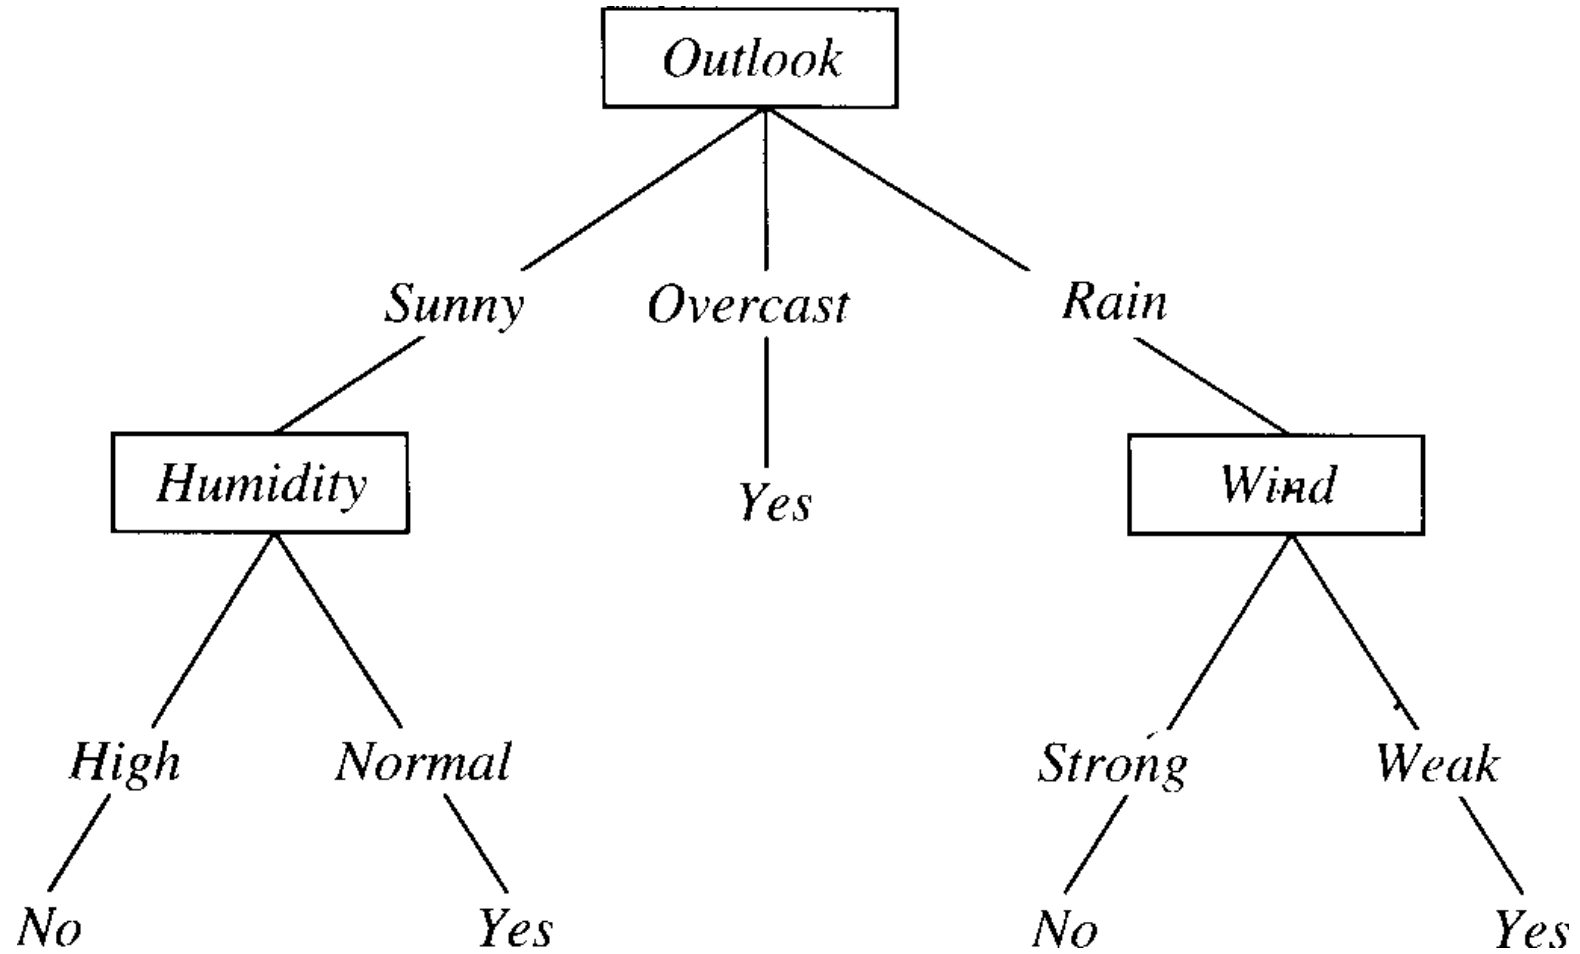 Outlook
Sunny Overcast Rain
Humidity Yes Wind
High Normal Strong Weak
No Yes No Yes